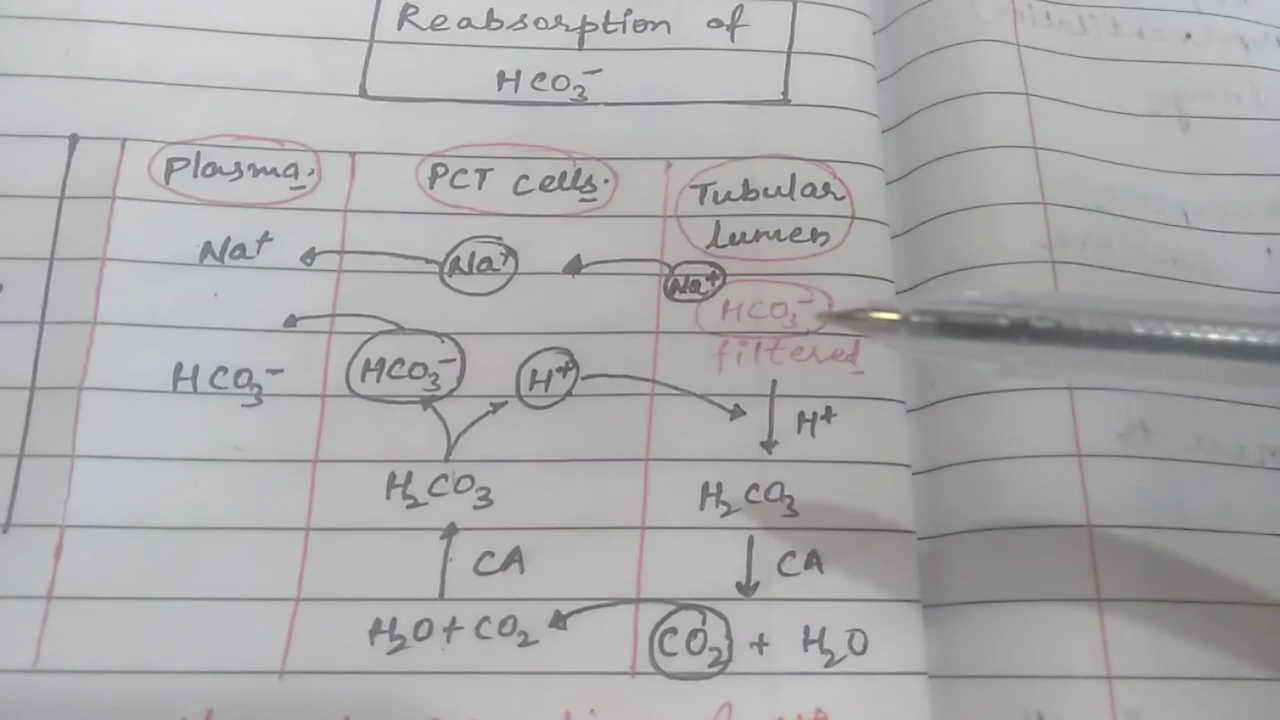 Reabsorption of
HCO₃⁻
Plasma. PCT cells. Tubular
lumen
Na⁺ Na⁺ Na⁺
HCO₃⁻
filtered
HCO₃⁻ HCO₃⁻ H⁺
H⁺
H₂CO₃ H₂CO₃
CA CA
H₂O + CO₂ CO₂ + H₂O